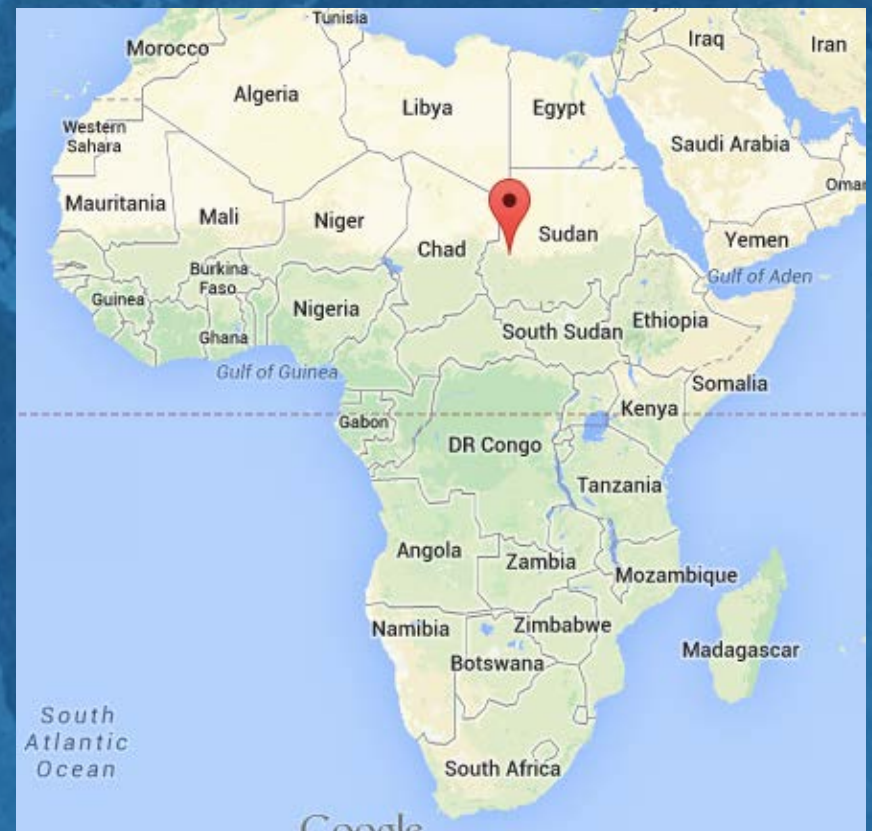 Tunisia
Morocco
Iraq
Iran
Algeria
Libya
Egypt
Western
Sahara
Saudi Arabia
Oman
Mauritania
Mali
Niger
Chad
Sudan
Yemen
Burkina
Faso
Gulf of Aden
Guinea
Nigeria
Ghana
South Sudan
Ethiopia
Gulf of Guinea
Somalia
Gabon
Kenya
DR Congo
Tanzania
Angola
Zambia
Mozambique
Namibia
Zimbabwe
Botswana
Madagascar
South
Atlantic
Ocean
South Africa
Google